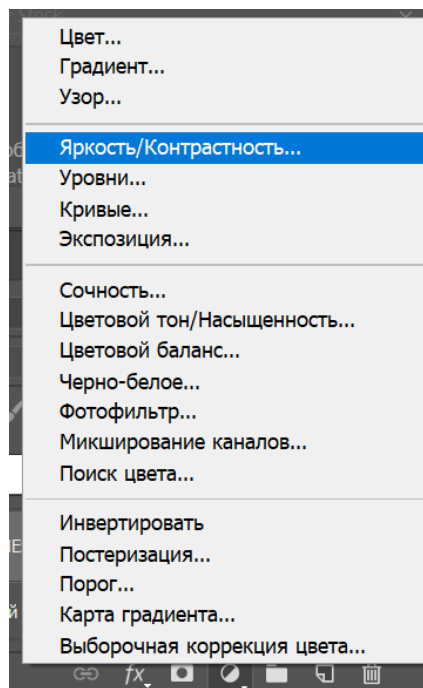 Цвет...
Градиент...
Узор...
Яркость/Контрастность...
Уровни...
Кривые...
Экспозиция...
Сочность...
Цветовой тон/Насыщенность...
Цветовой баланс...
Черно-белое...
Фотофильтр...
Микширование каналов...
Поиск цвета...
Инвертировать
Постеризация...
Порог...
Карта градиента...
Выборочная коррекция цвета...
fx